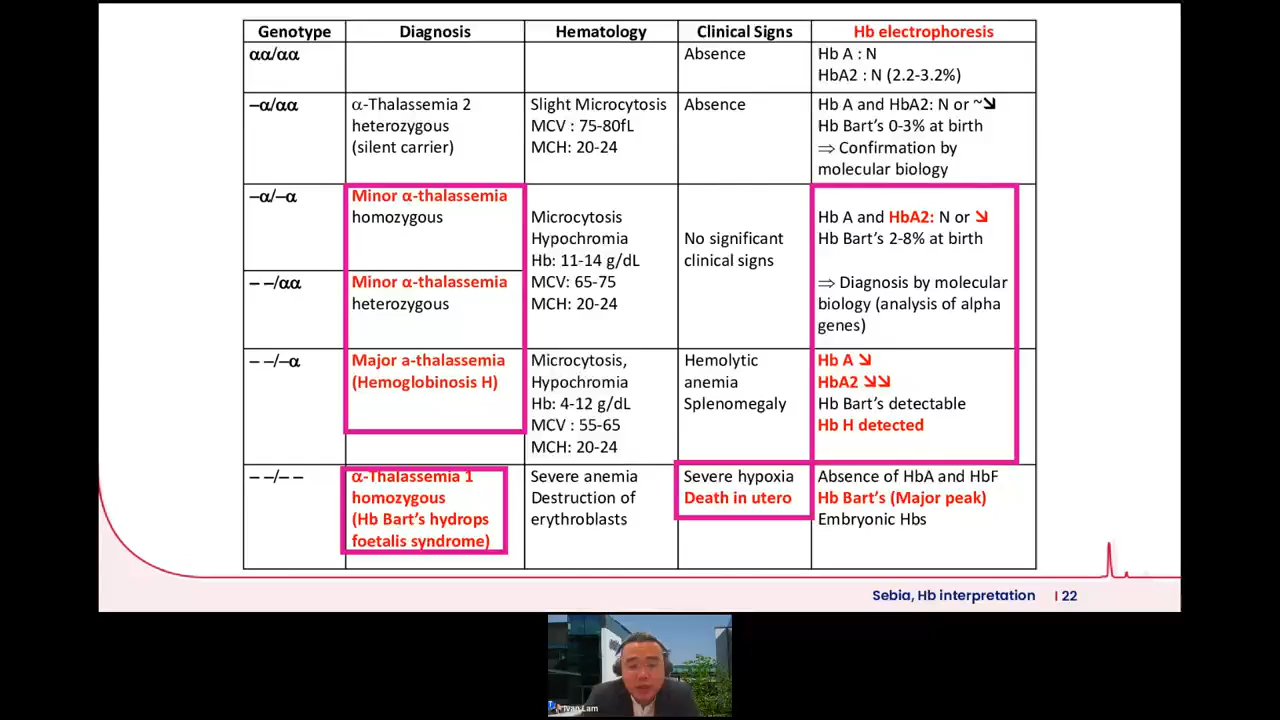 Genotype Diagnosis Hematology Clinical Signs Hb electrophoresis
αα/αα
Absence
Hb A : N
HbA2 : N (2.2-3.2%)
–α/αα
α-Thalassemia 2
heterozygous
(silent carrier)
Slight Microcytosis
MCV : 75-80fL
MCH: 20-24
Absence
Hb A and HbA2: N or ~↘
Hb Bart's 0-3% at birth
⇒ Confirmation by
molecular biology
–α/–α
Minor α-thalassemia
homozygous
– –/αα
Minor α-thalassemia
heterozygous
Microcytosis
Hypochromia
Hb: 11-14 g/dL
MCV: 65-75
MCH: 20-24
No significant
clinical signs
Hb A and HbA2: N or ↘
Hb Bart's 2-8% at birth
⇒ Diagnosis by molecular
biology (analysis of alpha
genes)
– –/–α
Major a-thalassemia
(Hemoglobinosis H)
Microcytosis,
Hypochromia
Hb: 4-12 g/dL
MCV : 55-65
MCH: 20-24
Hemolytic
anemia
Splenomegaly
Hb A ↘
HbA2 ↘↘
Hb Bart's detectable
Hb H detected
– –/– –
α-Thalassemia 1
homozygous
(Hb Bart's hydrops
foetalis syndrome)
Severe anemia
Destruction of
erythroblasts
Severe hypoxia
Death in utero
Absence of HbA and HbF
Hb Bart's (Major peak)
Embryonic Hbs
Sebia, Hb interpretation | 22
Ivan Lam